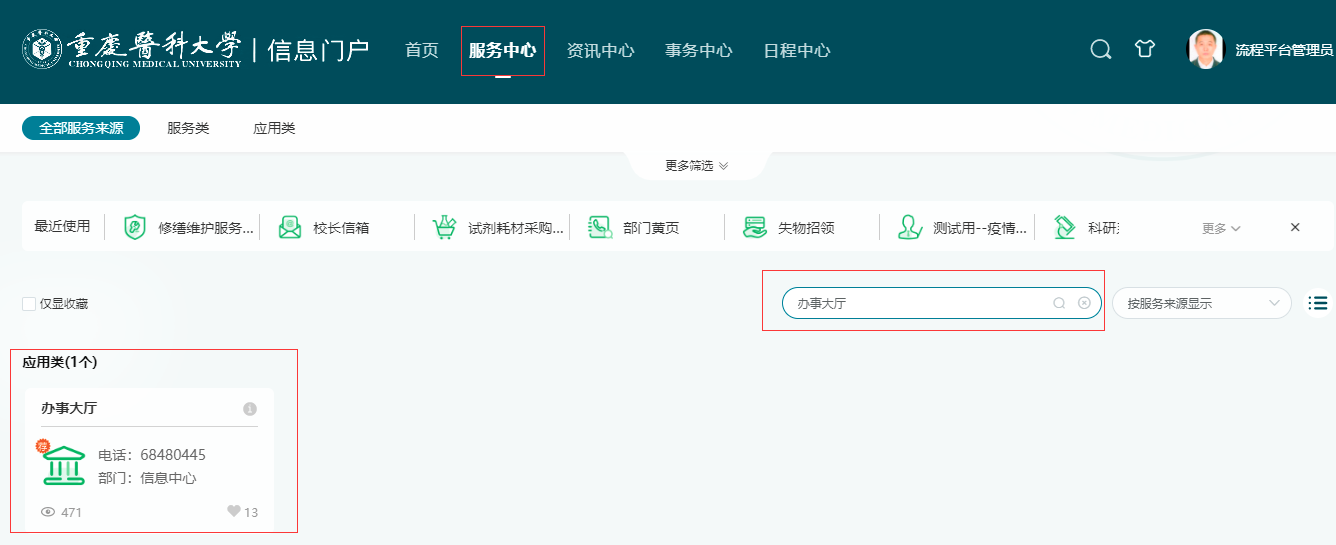 重慶醫科大學
CHONGQING MEDICAL UNIVERSITY
信息门户
首页
服务中心
资讯中心
事务中心
日程中心
流程平台管理员
全部服务来源
服务类
应用类
更多筛选
最近使用
修缮维护服务...
校长信箱
试剂耗材采购...
部门黄页
失物招领
测试用--疫情...
科研
更多
仅显收藏
办事大厅
按服务来源显示
应用类(1个)
办事大厅
荐
电话：68480445
部门：信息中心
471
13